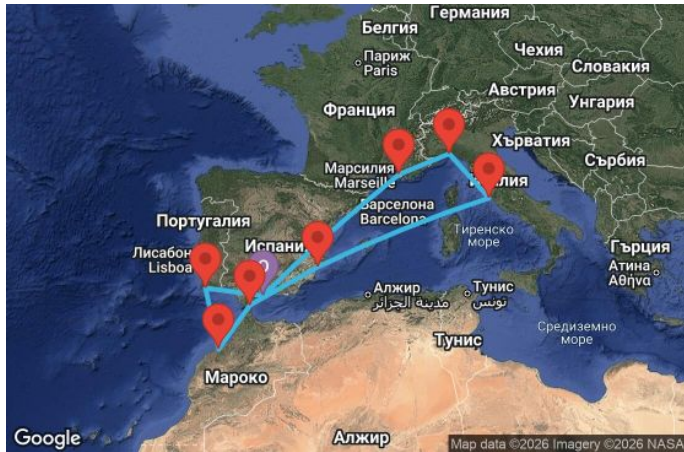 Германия
Белгия
Париж
Paris
Чехия
Словакия
Австрия
Унгария
Франция
Хърватия
Марсилия
Marseille
Сърбия
Барселона
Barcelona
Португалия
Тиренско
море
Лисабон
Lisboa
Гърция
Атина
Αθήνα
Алжир
مدينة الجزائر
Тунис
تونس
Средиземно
море
Тунис
Мароко
Алжир
Google
Map data ©2026 Imagery ©2026 NASA